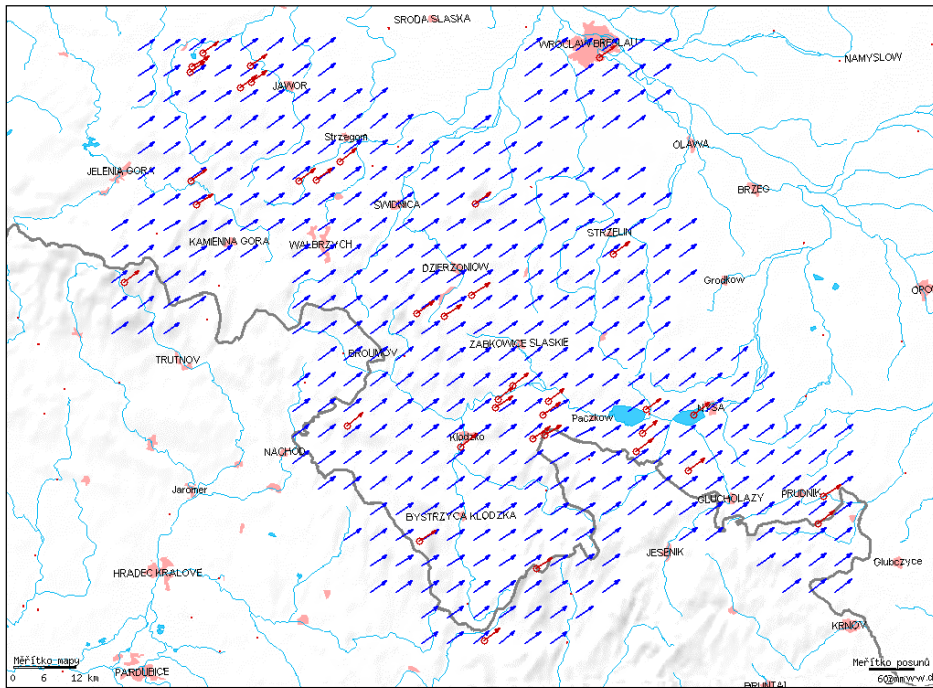 SRODA SLASKA
WROCLAW BRESLAU
NAMYSLOW
JAWOR
Strzegom
OLAWA
JELENIA GORA
BRZEG
SWIDNICA
STRZELIN
KAMIENNA GORA
WALBRZYCH
DZIERZONIOW
Grodkow
ZABKOWICE SLASKIE
BROUMOV
TRUTNOV
NYSA
Paczkow
Klodzko
NACHOD
Jaromer
GLUCHOLAZY
PRUDNIK
BYSTRZYCA KLODZKA
JESENIK
Glubczyce
HRADEC KRALOVE
KRNOV
Měřítko mapy
0 6 12 km
PARDUBICE
Měřítko posunů